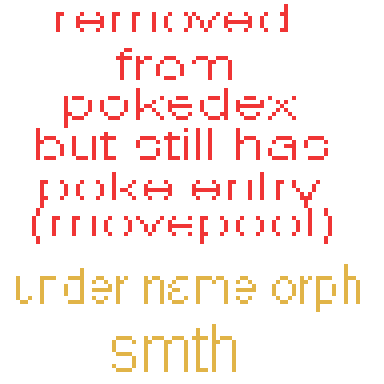 removed
from
pokedex
but still has
poke entry
(movepool)
under name orph
smth